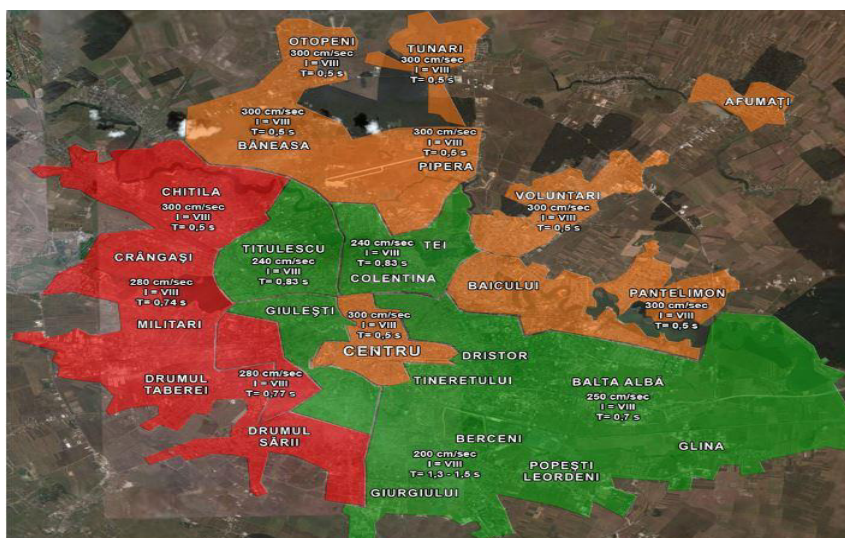 OTOPENI
300 cm/sec
I = VIII
T= 0,5 s
TUNARI
300 cm/sec
I = VIII
T= 0,5 s
AFUMAȚI
300 cm/sec
I = VIII
T= 0,5 s
BĂNEASA
300 cm/sec
I = VIII
T= 0,5 s
PIPERA
CHITILA
300 cm/sec
I = VIII
T= 0,5 s
VOLUNTARI
300 cm/sec
I = VIII
T= 0,5 s
TITULESCU
240 cm/sec
I = VIII
T= 0,83 s
240 cm/sec
I = VIII
T= 0,83 s
TEI
COLENTINA
CRÂNGAȘI
280 cm/sec
I = VIII
T= 0,74 s
MILITARI
BAICULUI
PANTELIMON
300 cm/sec
I = VIII
T= 0,5 s
GIULEȘTI
300 cm/sec
I = VIII
T= 0,5 s
CENTRU
DRISTOR
TINERETULUI
DRUMUL
TABEREI
280 cm/sec
I = VIII
T= 0,77 s
BALTA ALBĂ
250 cm/sec
I = VIII
T= 0,7 s
DRUMUL
SĂRII
BERCENI
200 cm/sec
I = VIII
T= 1,3 - 1,5 s
GLINA
POPEȘTI
LEORDENI
GIURGIULUI